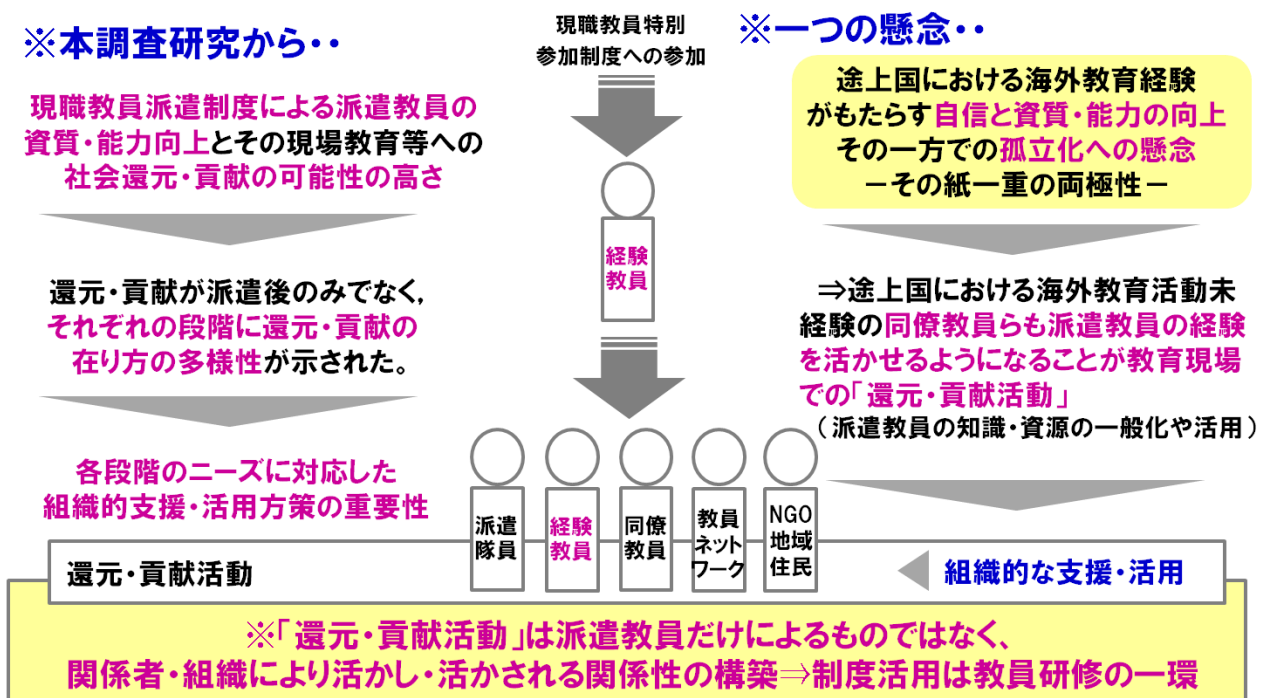 ※本調査研究から・・
現職教員派遣制度による派遣教員の
資質・能力向上とその現場教育等への
社会還元・貢献の可能性の高さ
還元・貢献が派遣後のみでなく,
それぞれの段階に還元・貢献の
在り方の多様性が示された。
各段階のニーズに対応した
組織的支援・活用方策の重要性
現職教員特別
参加制度への参加
経験
教員
※一つの懸念・・
途上国における海外教育経験
がもたらす自信と資質・能力の向上
その一方での孤立化への懸念
－その紙一重の両極性－
⇒途上国における海外教育活動未
経験の同僚教員らも派遣教員の経験
を活かせるようになることが教育現場
での「還元・貢献活動」
（派遣教員の知識・資源の一般化や活用）
派遣
隊員
経験
教員
同僚
教員
教員
ネット
ワーク
NGO
地域
住民
還元・貢献活動
組織的な支援・活用
※「還元・貢献活動」は派遣教員だけによるものではなく、
関係者・組織により活かし・活かされる関係性の構築⇒制度活用は教員研修の一環